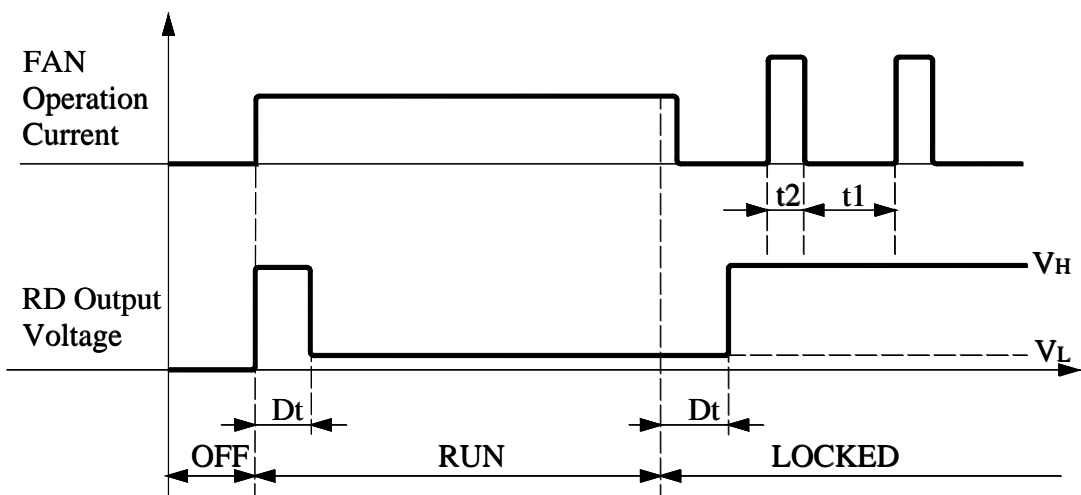 FAN
Operation
Current
t2
t1
RD Output
Voltage
VH
VL
Dt
Dt
OFF
RUN
LOCKED